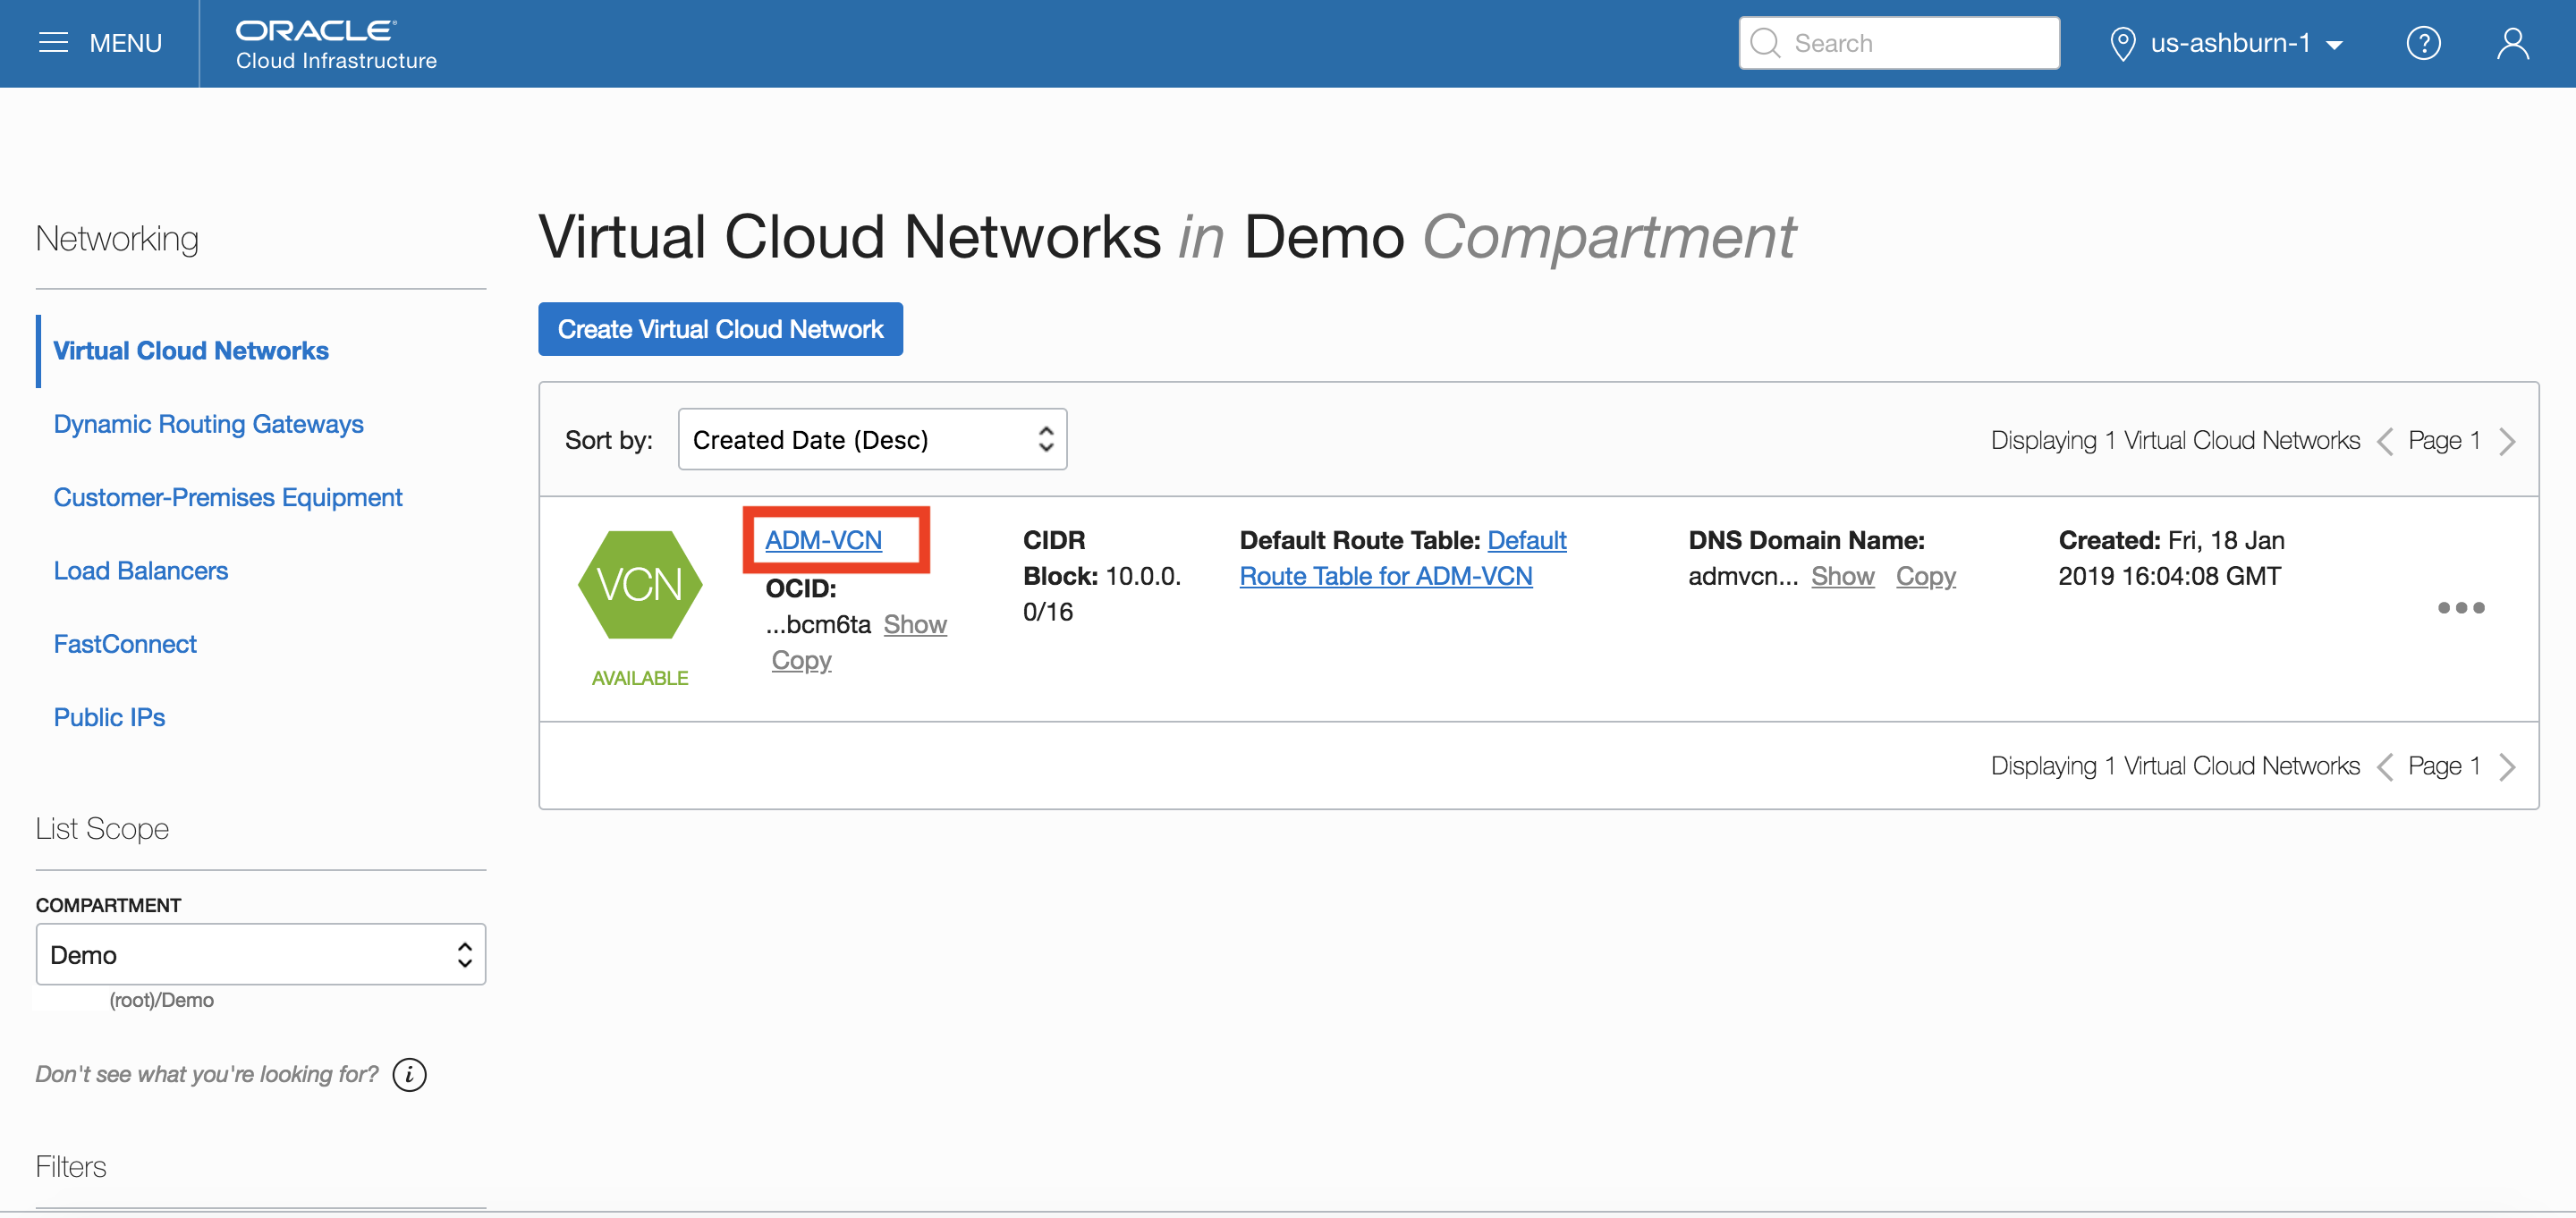 MENU
ORACLE®
Cloud Infrastructure
Search
us-ashburn-1
?
Networking
Virtual Cloud Networks
Dynamic Routing Gateways
Customer-Premises Equipment
Load Balancers
FastConnect
Public IPs
List Scope
COMPARTMENT
Demo
(root)/Demo
Don't see what you're looking for? i
Filters
Virtual Cloud Networks in Demo Compartment
Create Virtual Cloud Network
Sort by: Created Date (Desc)
Displaying 1 Virtual Cloud Networks < Page 1 >
VCN
AVAILABLE
ADM-VCN
OCID:
...bcm6ta Show
Copy
CIDR
Block: 10.0.0.
0/16
Default Route Table: Default
Route Table for ADM-VCN
DNS Domain Name:
admvcn... Show Copy
Created: Fri, 18 Jan
2019 16:04:08 GMT
Displaying 1 Virtual Cloud Networks < Page 1 >